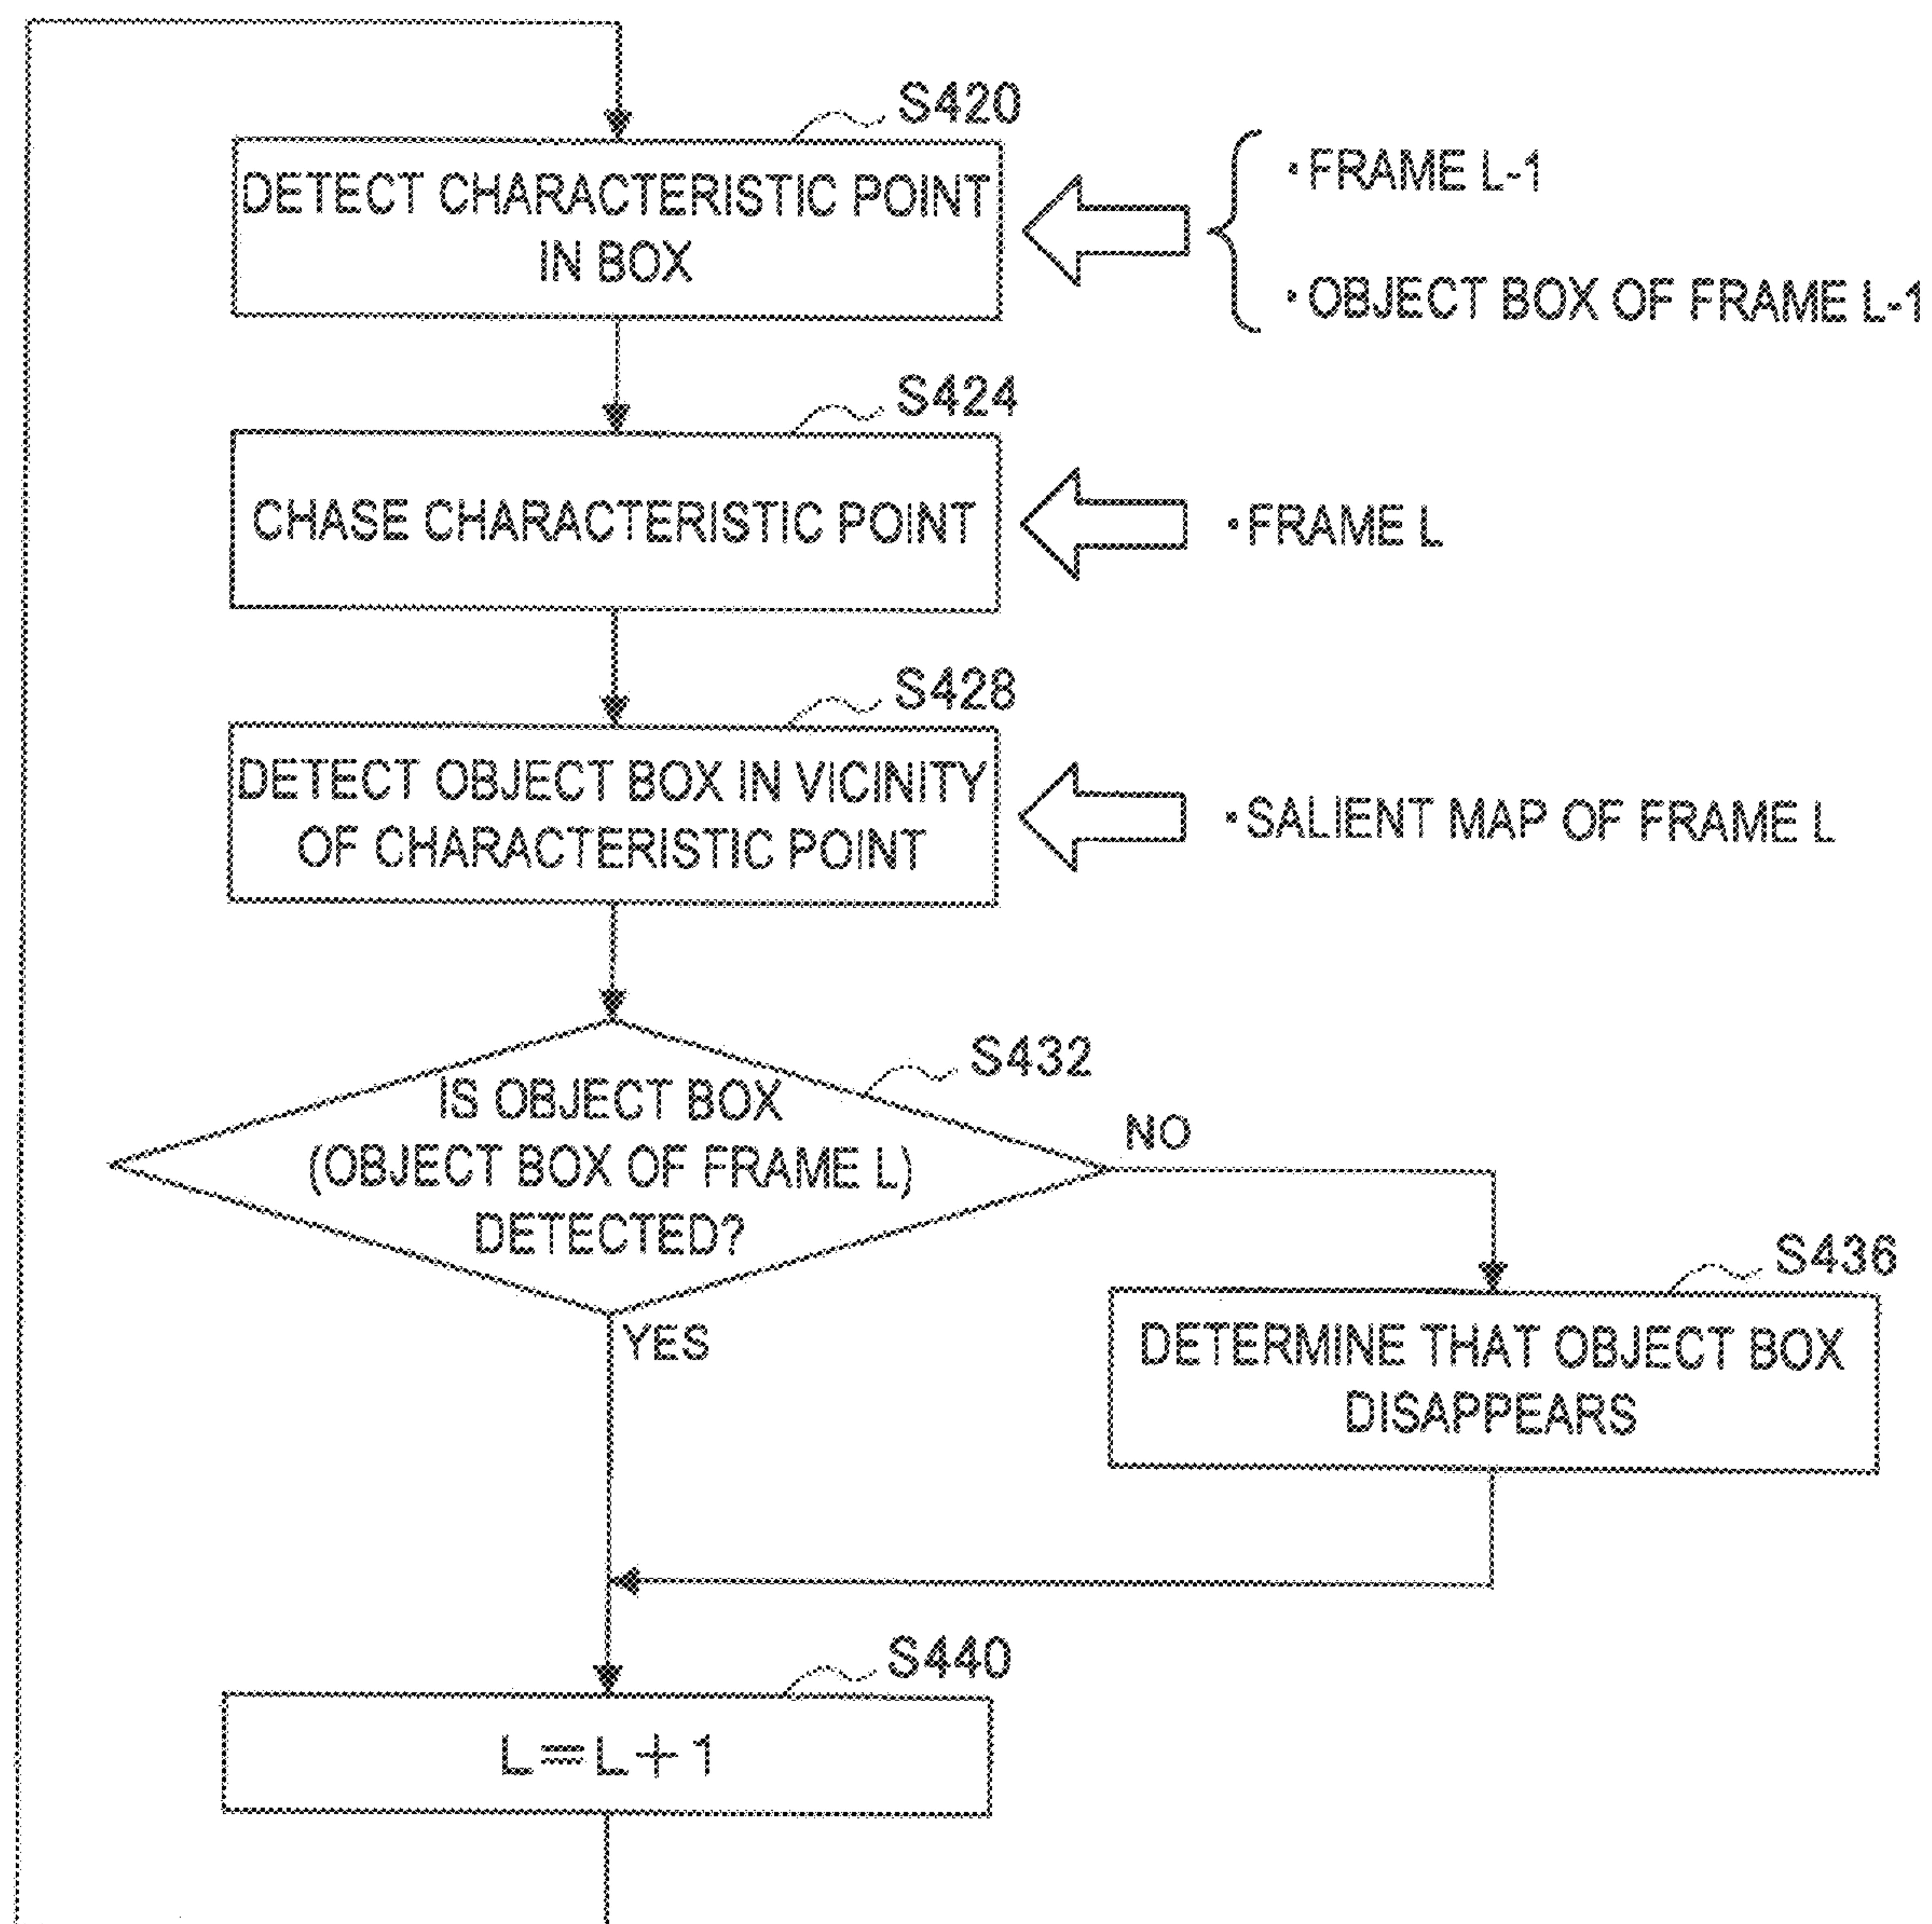 S420
DETECT CHARACTERISTIC POINT
IN BOX
・FRAME L-1
・OBJECT BOX OF FRAME L-1
S424
CHASE CHARACTERISTIC POINT
・FRAME L
S428
DETECT OBJECT BOX IN VICINITY
OF CHARACTERISTIC POINT
・SALIENT MAP OF FRAME L
S432
IS OBJECT BOX
(OBJECT BOX OF FRAME L)
DETECTED?
NO
YES
S436
DETERMINE THAT OBJECT BOX
DISAPPEARS
S440
L=L+1